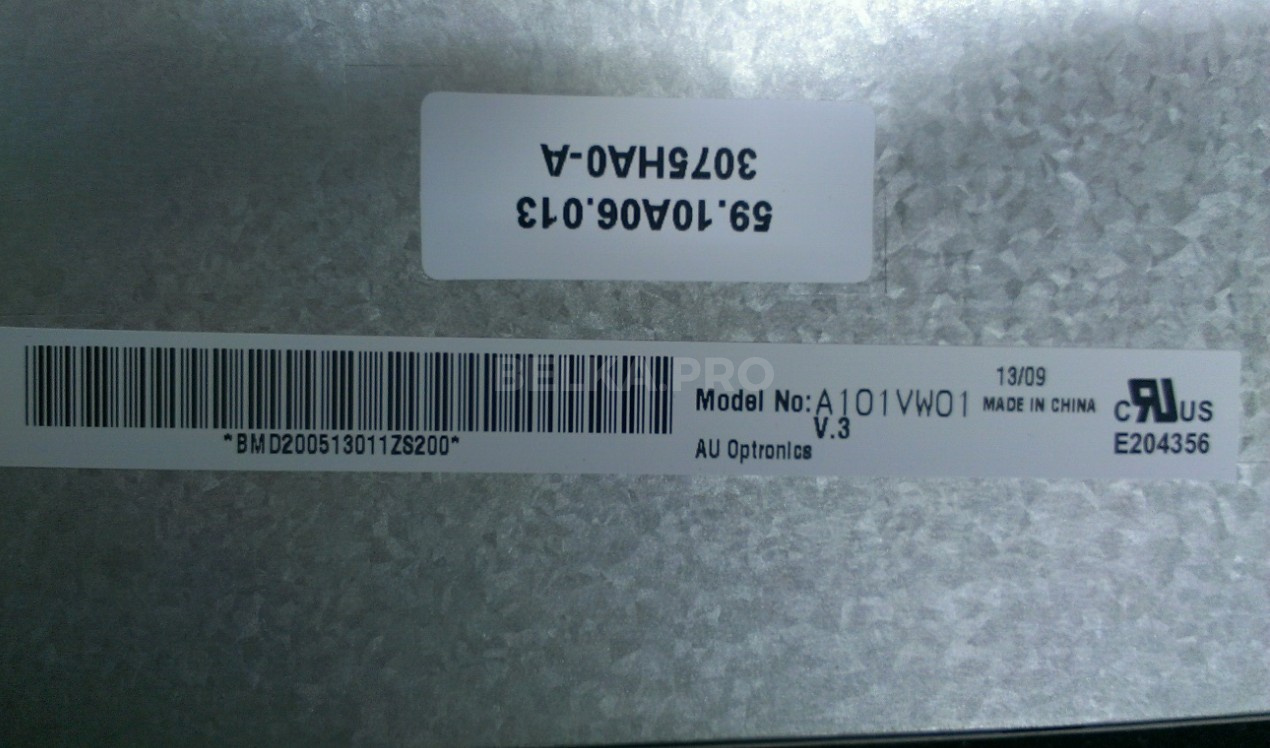 59.10A06.013
3075HA0-A
BELKA.PRO
*BMD200513011ZS200*
Model No: A101VW01
V.3
AU Optronics
13/09
MADE IN CHINA
C RU US
E204356